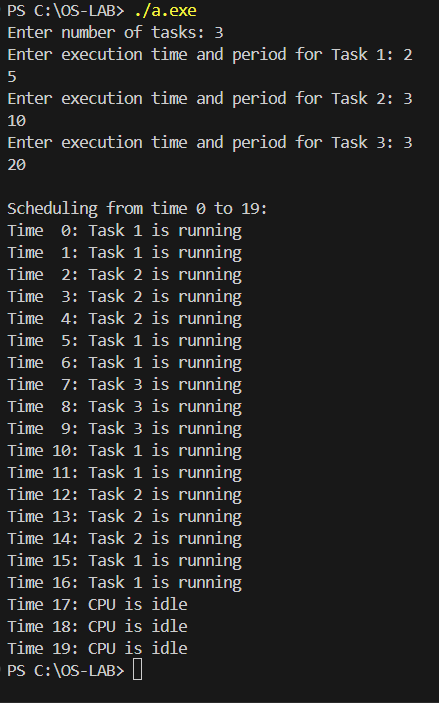 PS C:\OS-LAB> ./a.exe
Enter number of tasks: 3
Enter execution time and period for Task 1: 2
5
Enter execution time and period for Task 2: 3
10
Enter execution time and period for Task 3: 3
20

Scheduling from time 0 to 19:
Time  0: Task 1 is running
Time  1: Task 1 is running
Time  2: Task 2 is running
Time  3: Task 2 is running
Time  4: Task 2 is running
Time  5: Task 1 is running
Time  6: Task 1 is running
Time  7: Task 3 is running
Time  8: Task 3 is running
Time  9: Task 3 is running
Time 10: Task 1 is running
Time 11: Task 1 is running
Time 12: Task 2 is running
Time 13: Task 2 is running
Time 14: Task 2 is running
Time 15: Task 1 is running
Time 16: Task 1 is running
Time 17: CPU is idle
Time 18: CPU is idle
Time 19: CPU is idle
PS C:\OS-LAB>